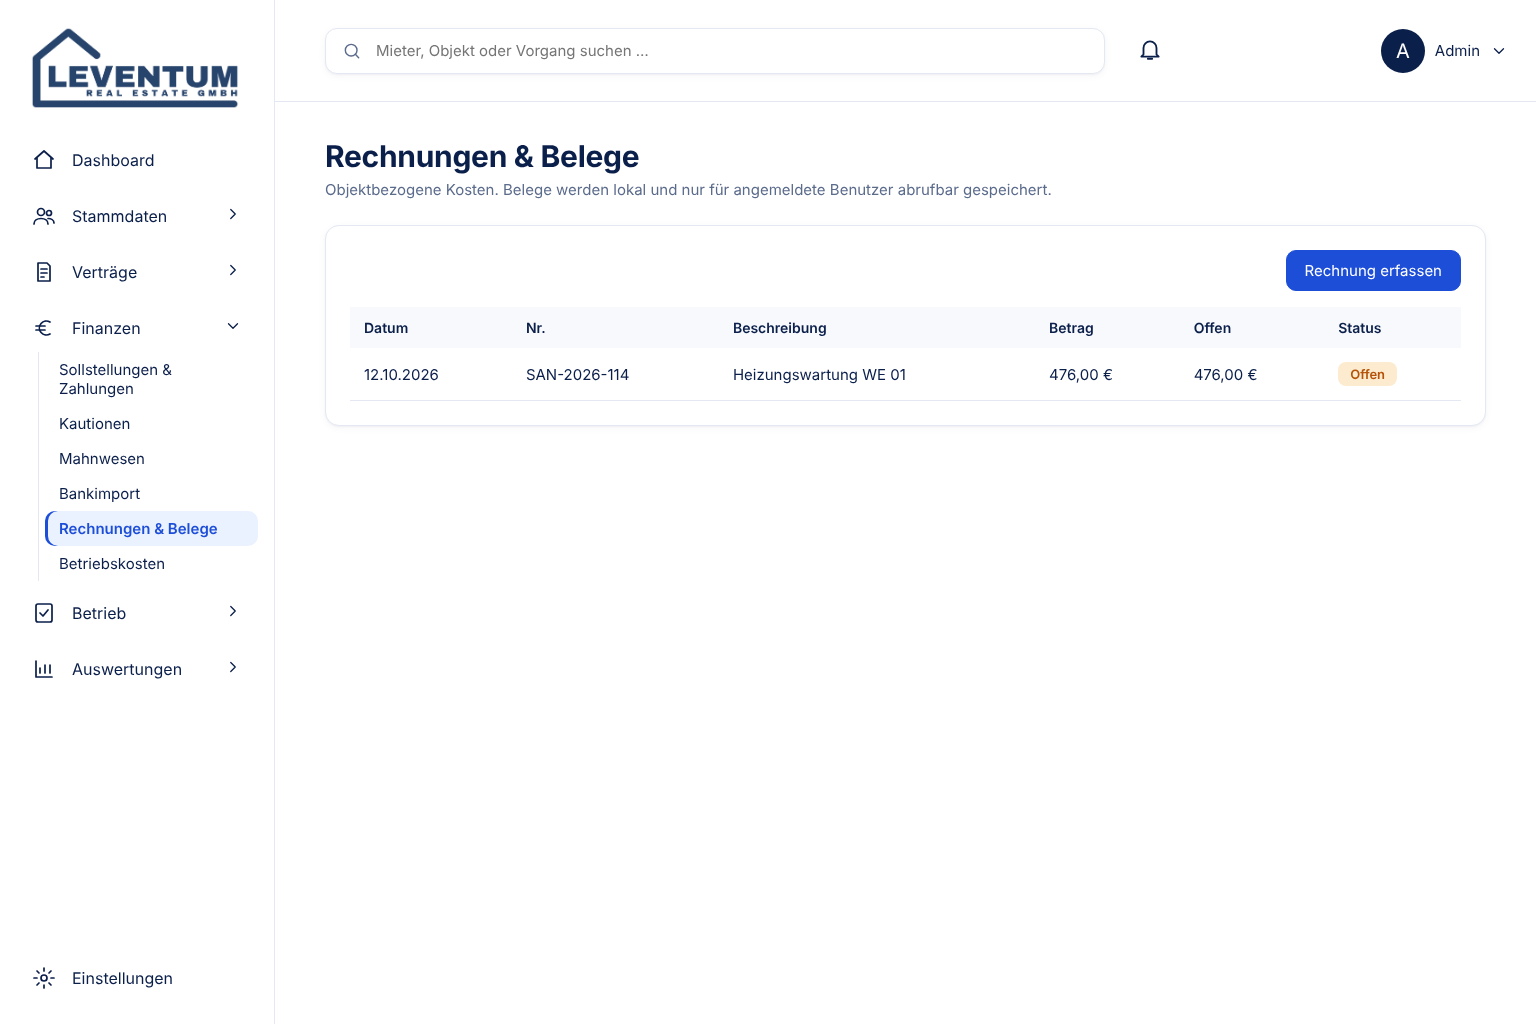 LEVENTUM
REAL ESTATE GMBH
Mieter, Objekt oder Vorgang suchen ...
A
Admin
Dashboard
Stammdaten
Verträge
Finanzen
Sollstellungen &
Zahlungen
Kautionen
Mahnwesen
Bankimport
Rechnungen & Belege
Betriebskosten
Betrieb
Auswertungen
Einstellungen
Rechnungen & Belege
Objektbezogene Kosten. Belege werden lokal und nur für angemeldete Benutzer abrufbar gespeichert.
Rechnung erfassen
Datum Nr. Beschreibung Betrag Offen Status
12.10.2026 SAN-2026-114 Heizungswartung WE 01 476,00 € 476,00 € Offen